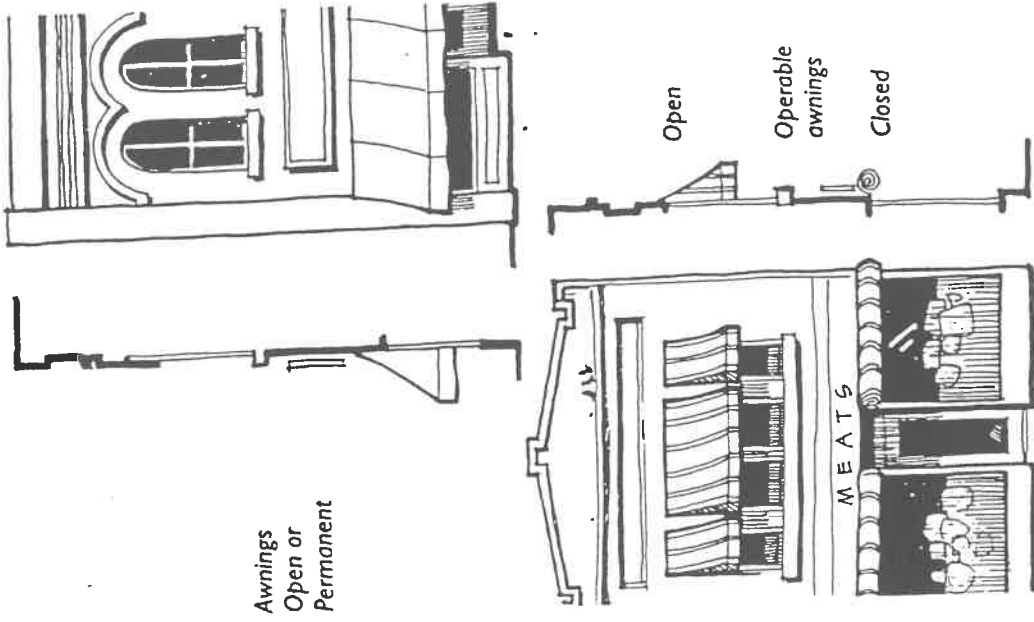 Awnings
Open or
Permanent
Open
Operable
awnings
Closed
MEATS